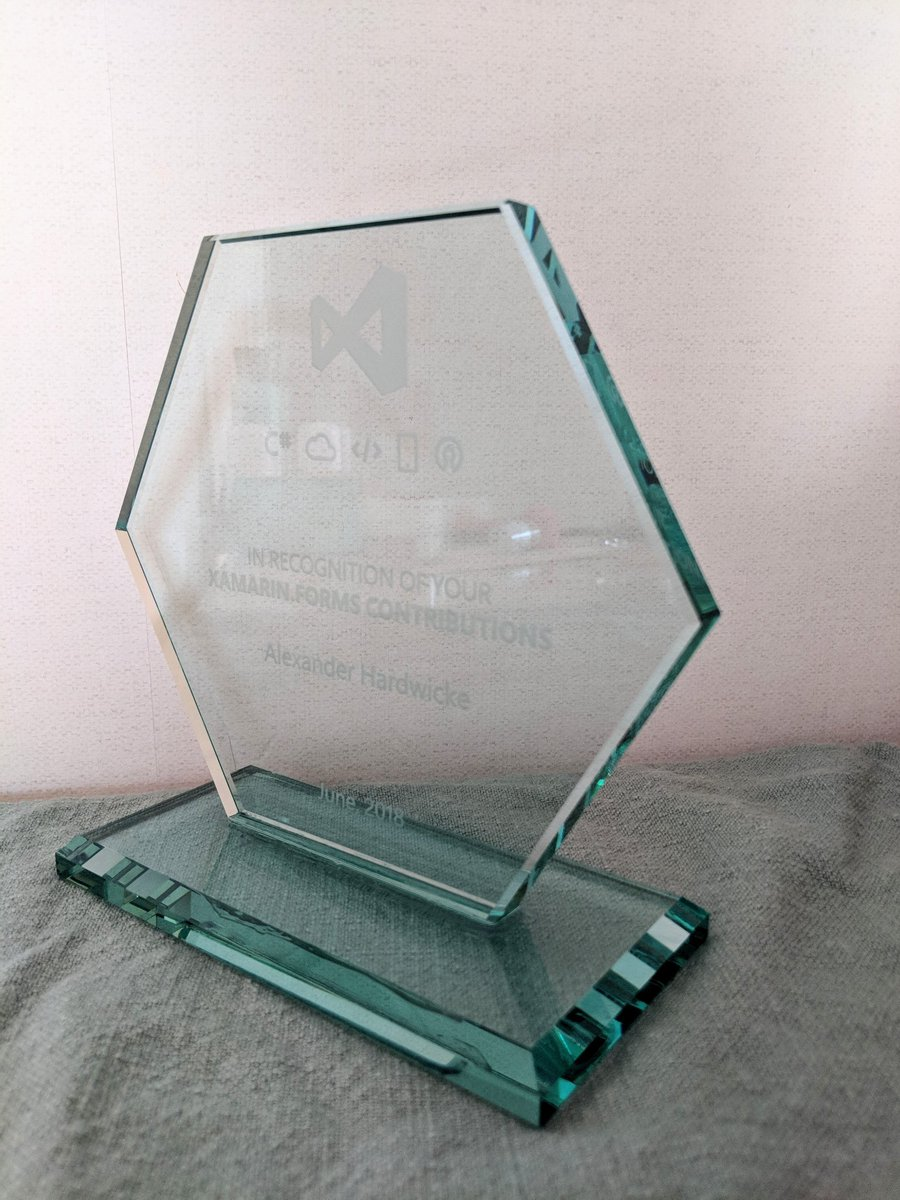 C#
</>
IN RECOGNITION OF YOUR
XAMARIN.FORMS CONTRIBUTIONS
Alexander Hardwicke
June, 2018